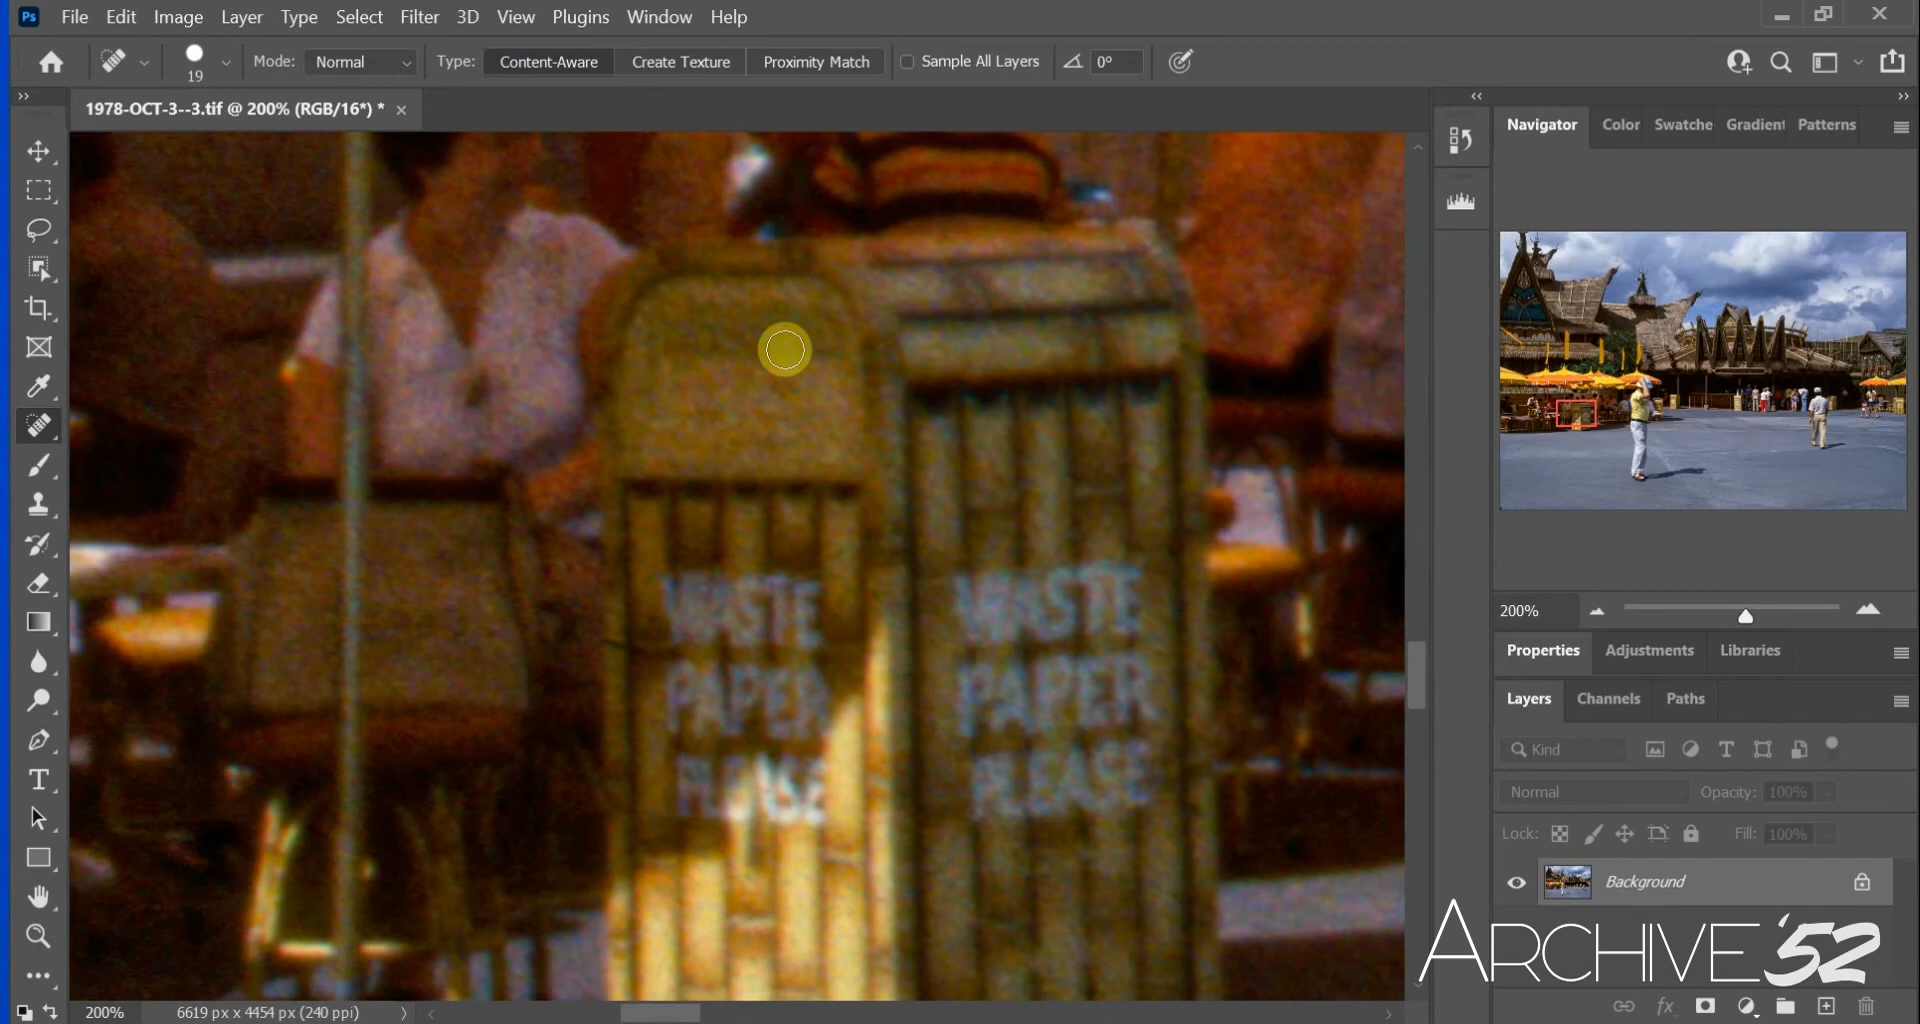 Ps File Edit Image Layer Type Select Filter 3D View Plugins Window Help
19 Mode: Normal Type: Content-Aware Create Texture Proximity Match Sample All Layers 0°
1978-OCT-3--3.tif @ 200% (RGB/16*) *
Navigator Color Swatche Gradient Patterns
WASTE PAPER PLEASE
WASTE PAPER PLEASE
200%
Properties Adjustments Libraries
Layers Channels Paths
Kind
Normal Opacity: 100%
Lock: Fill: 100%
Background
ARCHIVE '52
200% 6619 px x 4454 px (240 ppi)
fx